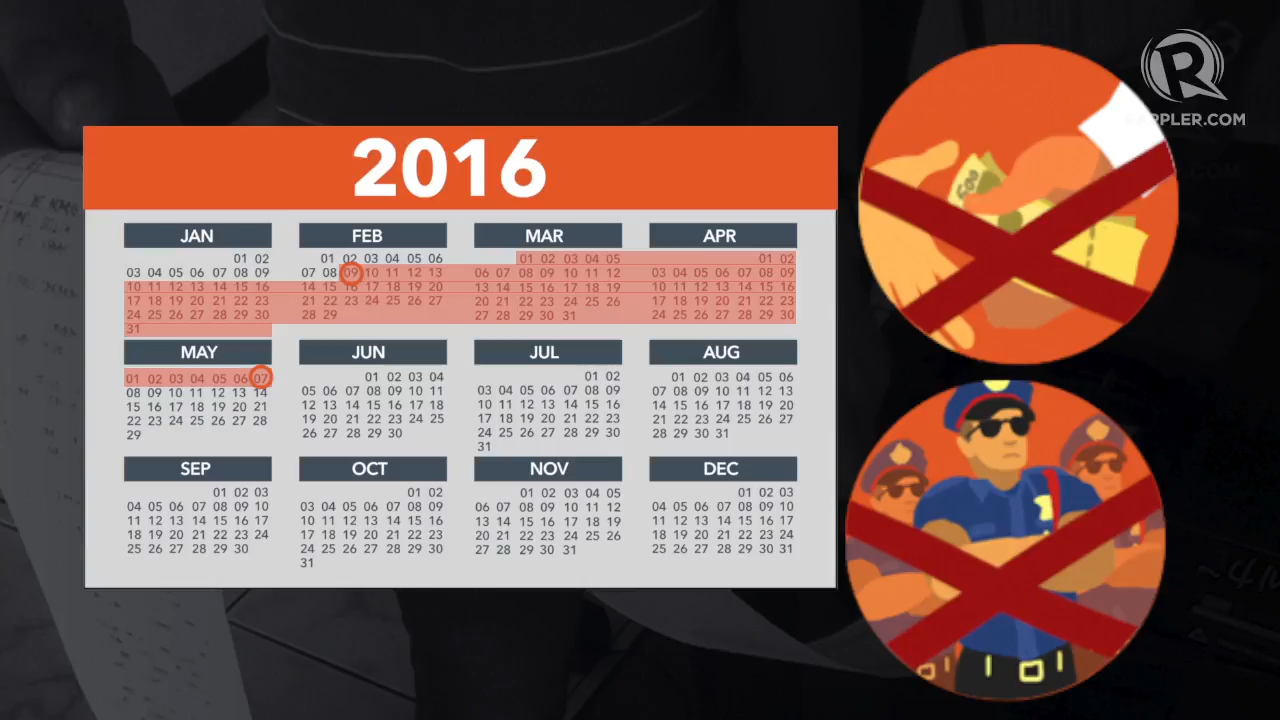 2016
JAN
01 02
03 04 05 06 07 08 09
10 11 12 13 14 15 16
17 18 19 20 21 22 23
24 25 26 27 28 29 30
31
FEB
01 02 03 04 05 06
07 08 09 10 11 12 13
14 15 16 17 18 19 20
21 22 23 24 25 26 27
28 29
MAR
01 02 03 04 05
06 07 08 09 10 11 12
13 14 15 16 17 18 19
20 21 22 23 24 25 26
27 28 29 30 31
APR
01 02
03 04 05 06 07 08 09
10 11 12 13 14 15 16
17 18 19 20 21 22 23
24 25 26 27 28 29 30
MAY
01 02 03 04 05 06 07
08 09 10 11 12 13 14
15 16 17 18 19 20 21
22 23 24 25 26 27 28
29
JUN
01 02 03 04
05 06 07 08 09 10 11
12 13 14 15 16 17 18
19 20 21 22 23 24 25
26 27 28 29 30
JUL
01 02
03 04 05 06 07 08 09
10 11 12 13 14 15 16
17 18 19 20 21 22 23
24 25 26 27 28 29 30
31
AUG
01 02 03 04 05 06
07 08 09 10 11 12 13
14 15 16 17 18 19 20
21 22 23 24 25 26 27
28 29 30 31
SEP
01 02 03
04 05 06 07 08 09 10
11 12 13 14 15 16 17
18 19 20 21 22 23 24
25 26 27 28 29 30
OCT
01 02
03 04 05 06 07 08 09
10 11 12 13 14 15 16
17 18 19 20 21 22 23
24 25 26 27 28 29 30
31
NOV
01 02 03 04 05
06 07 08 09 10 11 12
13 14 15 16 17 18 19
20 21 22 23 24 25 26
27 28 29 30 31
DEC
01 02 03
04 05 06 07 08 09 10
11 12 13 14 15 16 17
18 19 20 21 22 23 24
25 26 27 28 29 30 31
R
RAPPLER.COM
500